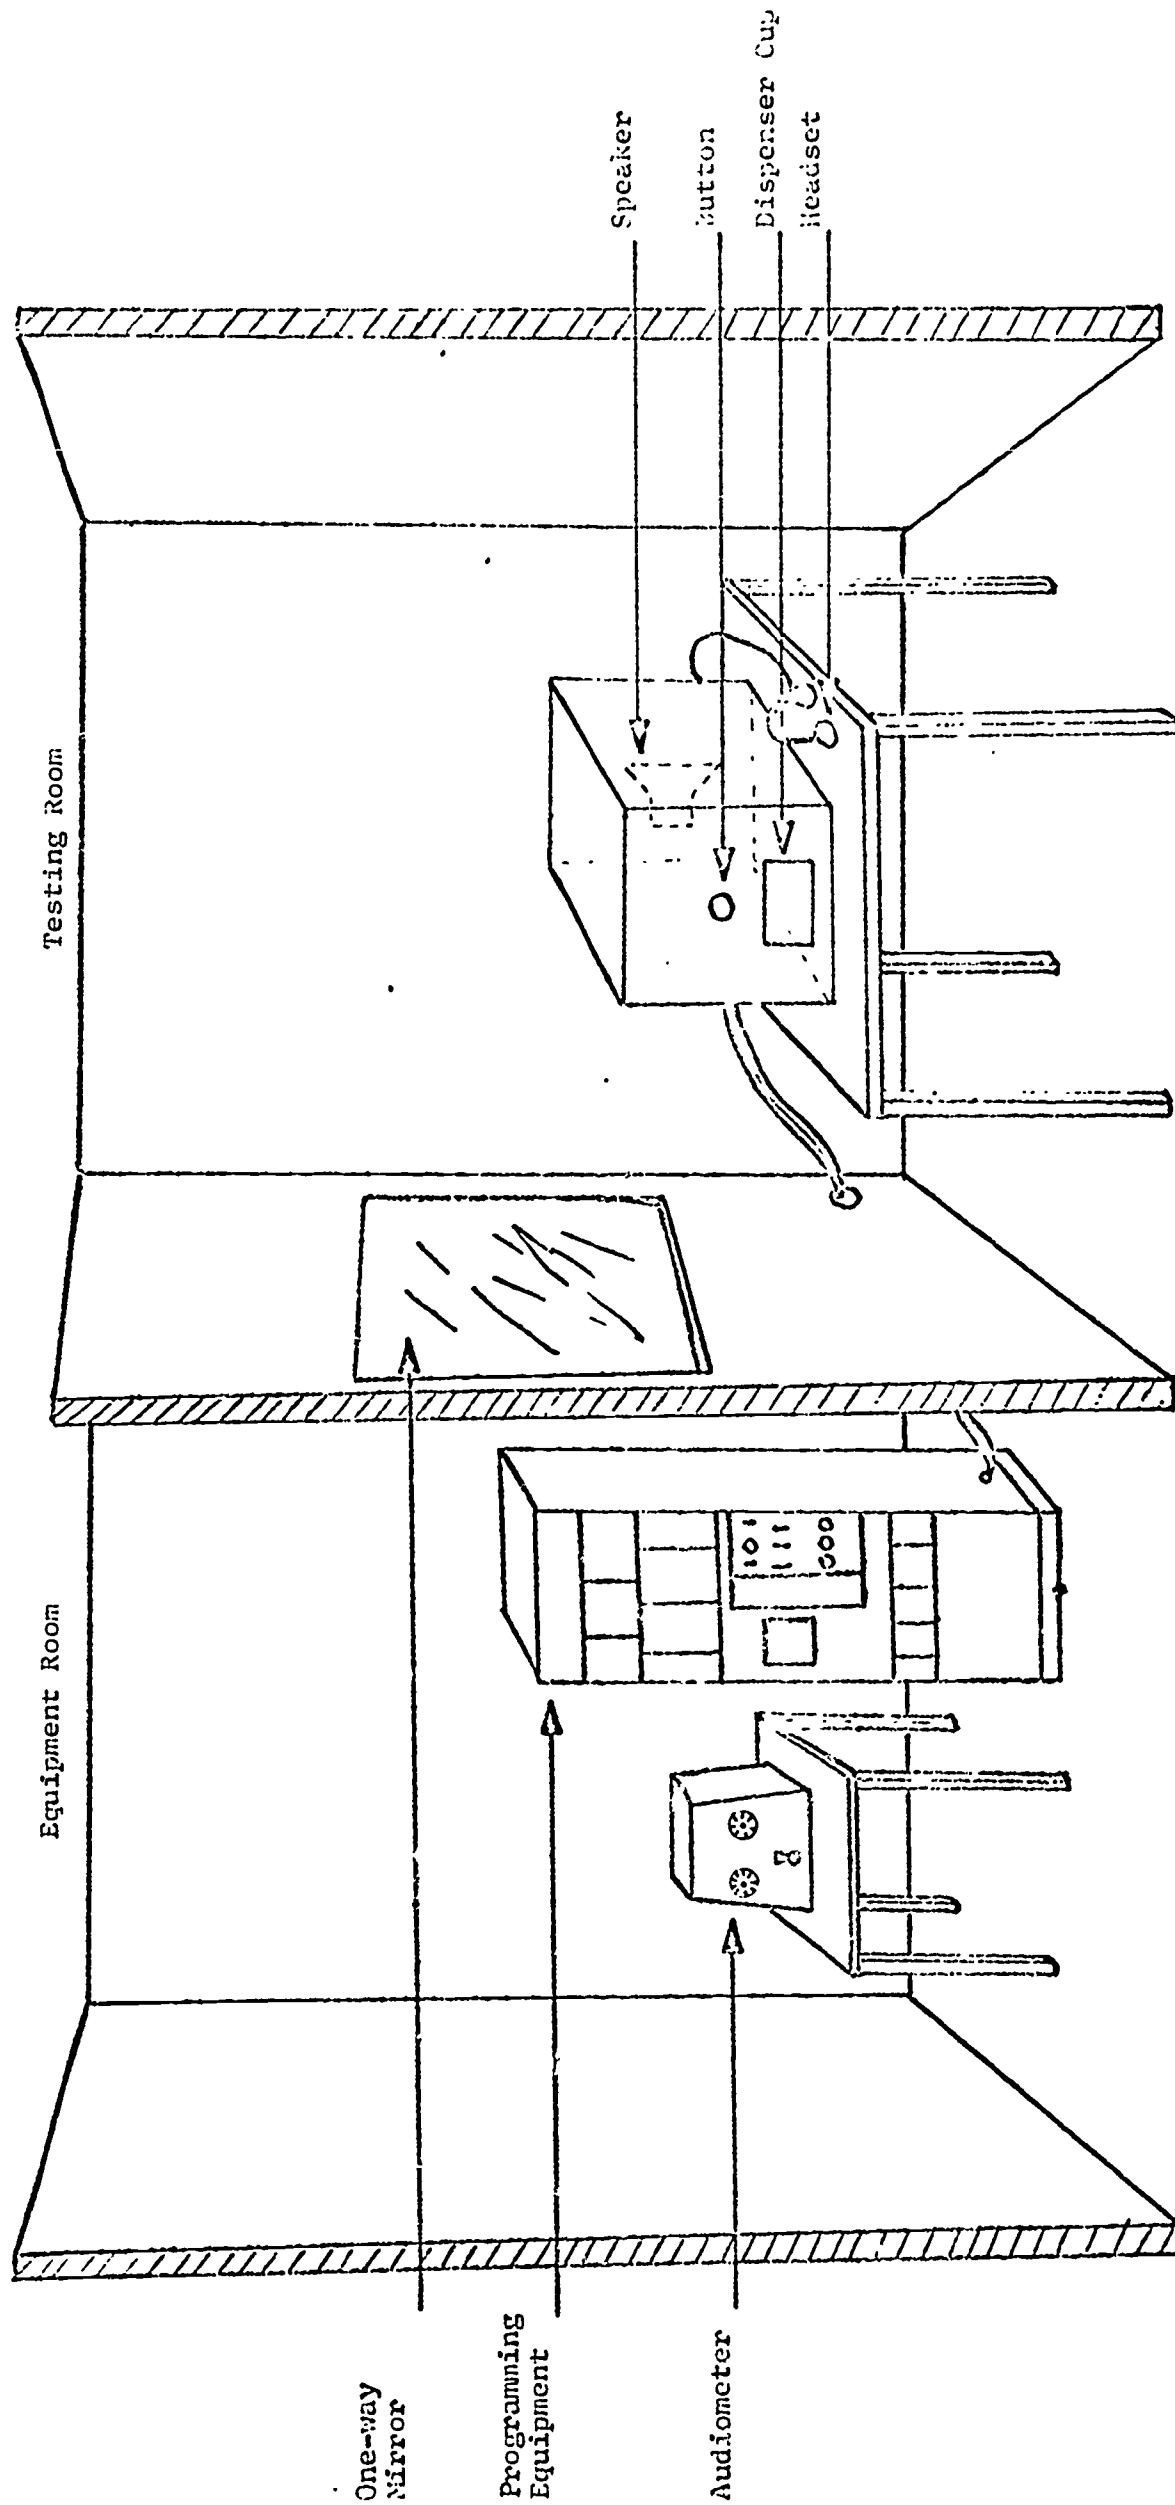 Equipment Room
Testing Room
One-way
Mirror
Programming
Equipment
Audiometer
Speaker
Button
Dispenser Cup
Headset